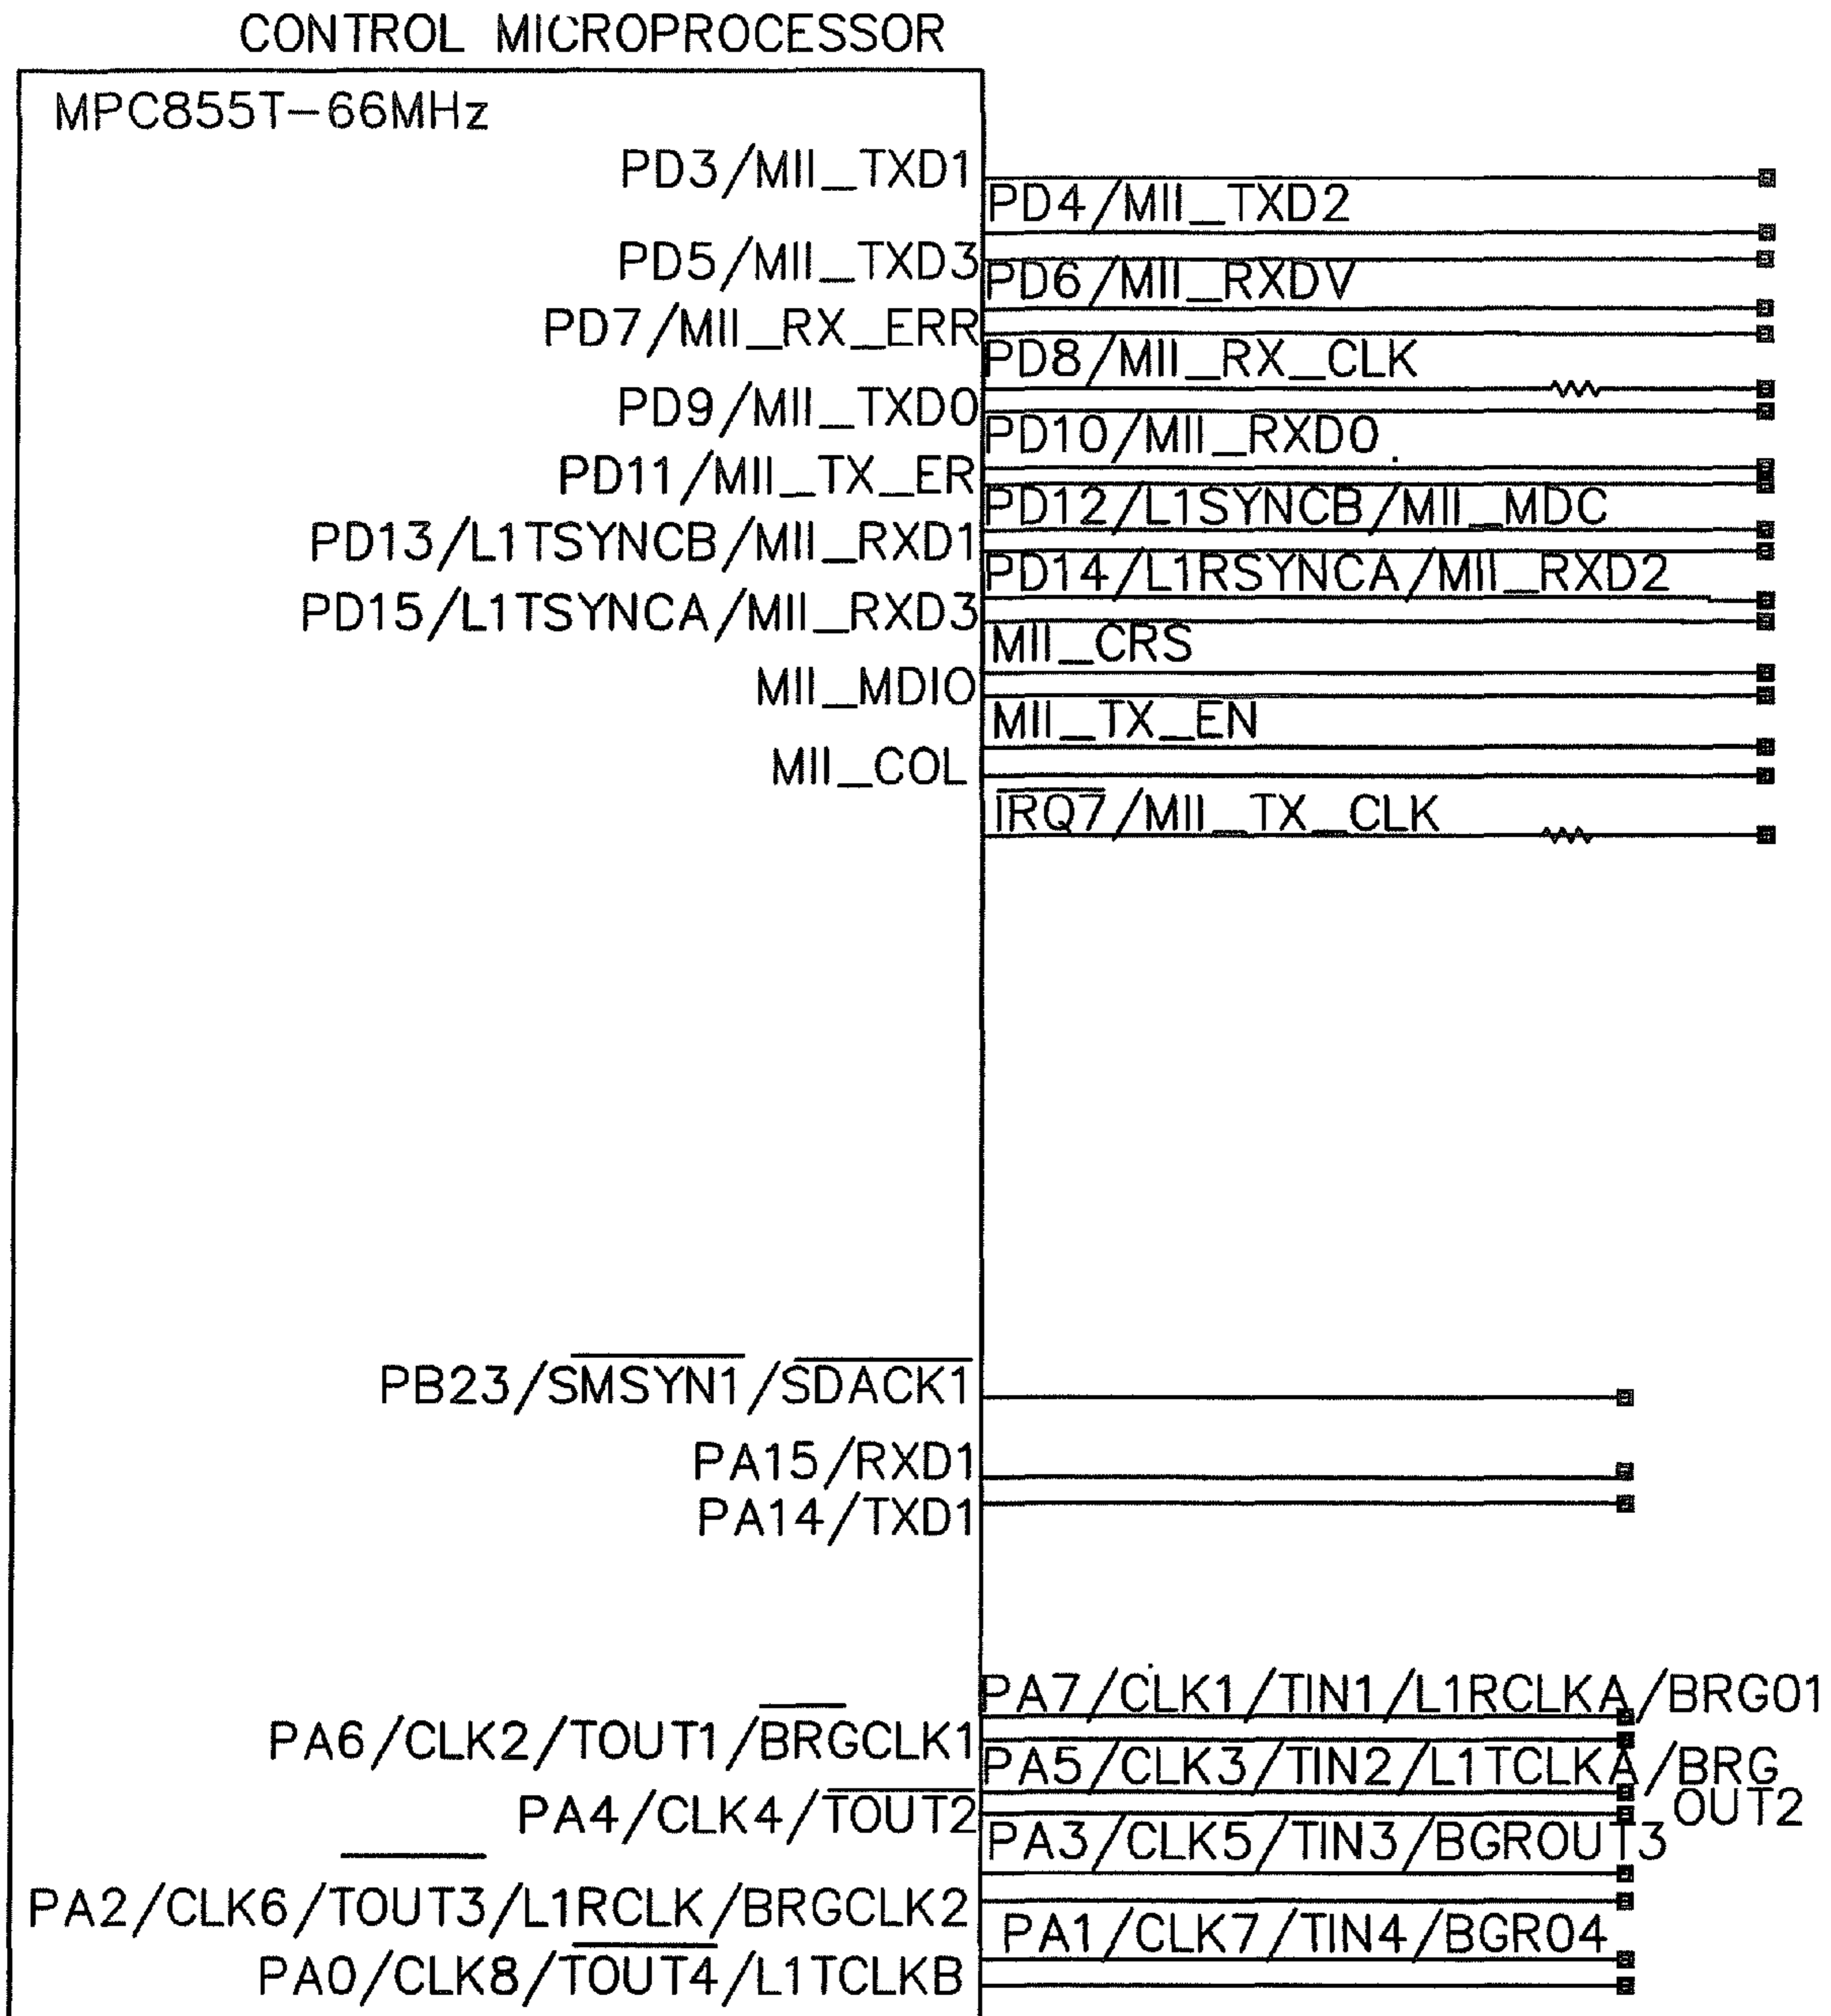 CONTROL MICROPROCESSOR
MPC855T-66MHz
PD3/MII_TXD1
PD4/MII_TXD2
PD5/MII_TXD3
PD6/MII_RXDV
PD7/MII_RX_ERR
PD8/MII_RX_CLK
PD9/MII_TXD0
PD10/MII_RXD0
PD11/MII_TX_ER
PD12/L1SYNCB/MII_MDC
PD13/L1TSYNCB/MII_RXD1
PD14/L1RSYNCA/MII_RXD2
PD15/L1TSYNCA/MII_RXD3
MII_CRS
MII_MDIO
MII_TX_EN
MII_COL
IRQ7/MII_TX_CLK
PB23/SMSYN1/SDACK1
PA15/RXD1
PA14/TXD1
PA7/CLK1/TIN1/L1RCLKA/BRG01
PA6/CLK2/TOUT1/BRGCLK1
PA5/CLK3/TIN2/L1TCLKA/BRG
OUT2
PA4/CLK4/TOUT2
PA3/CLK5/TIN3/BGROUT3
PA2/CLK6/TOUT3/L1RCLK/BRGCLK2
PA1/CLK7/TIN4/BGR04
PA0/CLK8/TOUT4/L1TCLKB